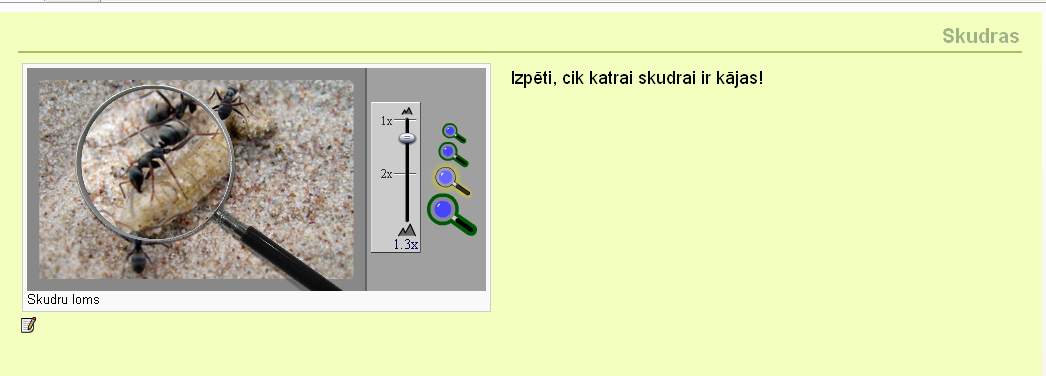 Skudras
Izpēti, cik katrai skudrai ir kājas!
1x
2x
1.3x
Skudru loms